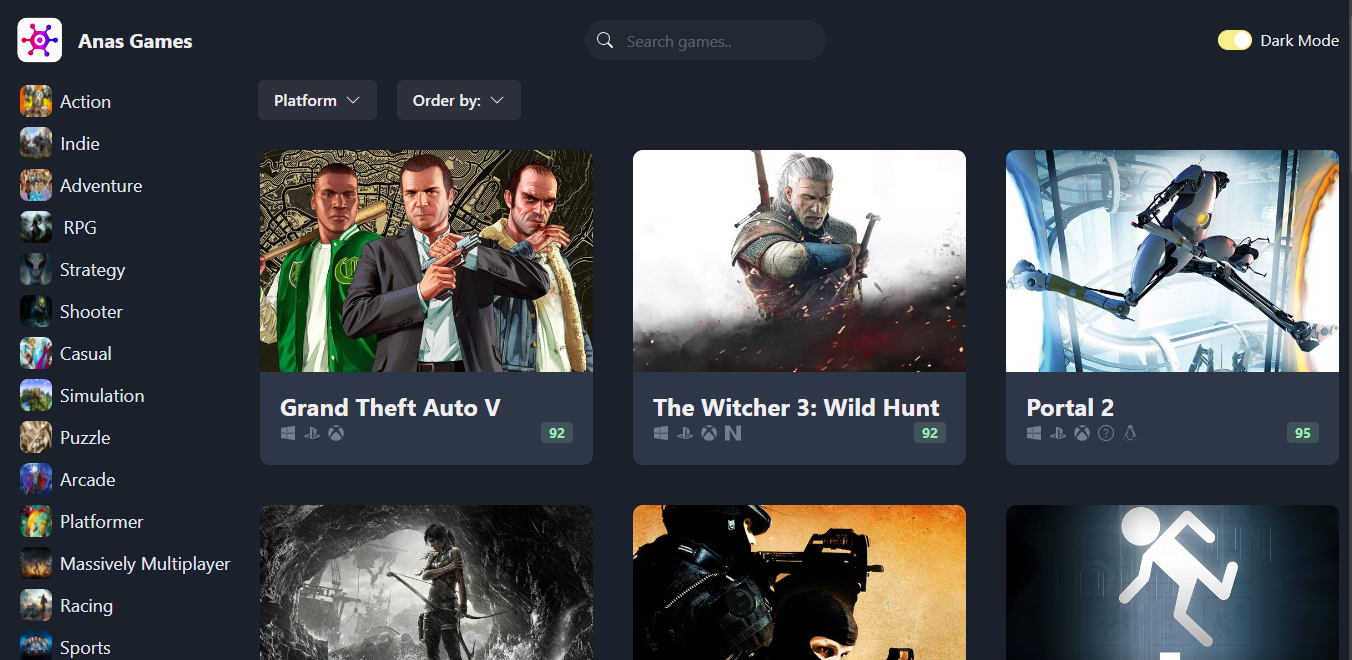 Anas Games
Search games..
Dark Mode
Action
Indie
Adventure
RPG
Strategy
Shooter
Casual
Simulation
Puzzle
Arcade
Platformer
Massively Multiplayer
Racing
Sports
Platform
Order by:
Grand Theft Auto V
92
The Witcher 3: Wild Hunt
92
Portal 2
95